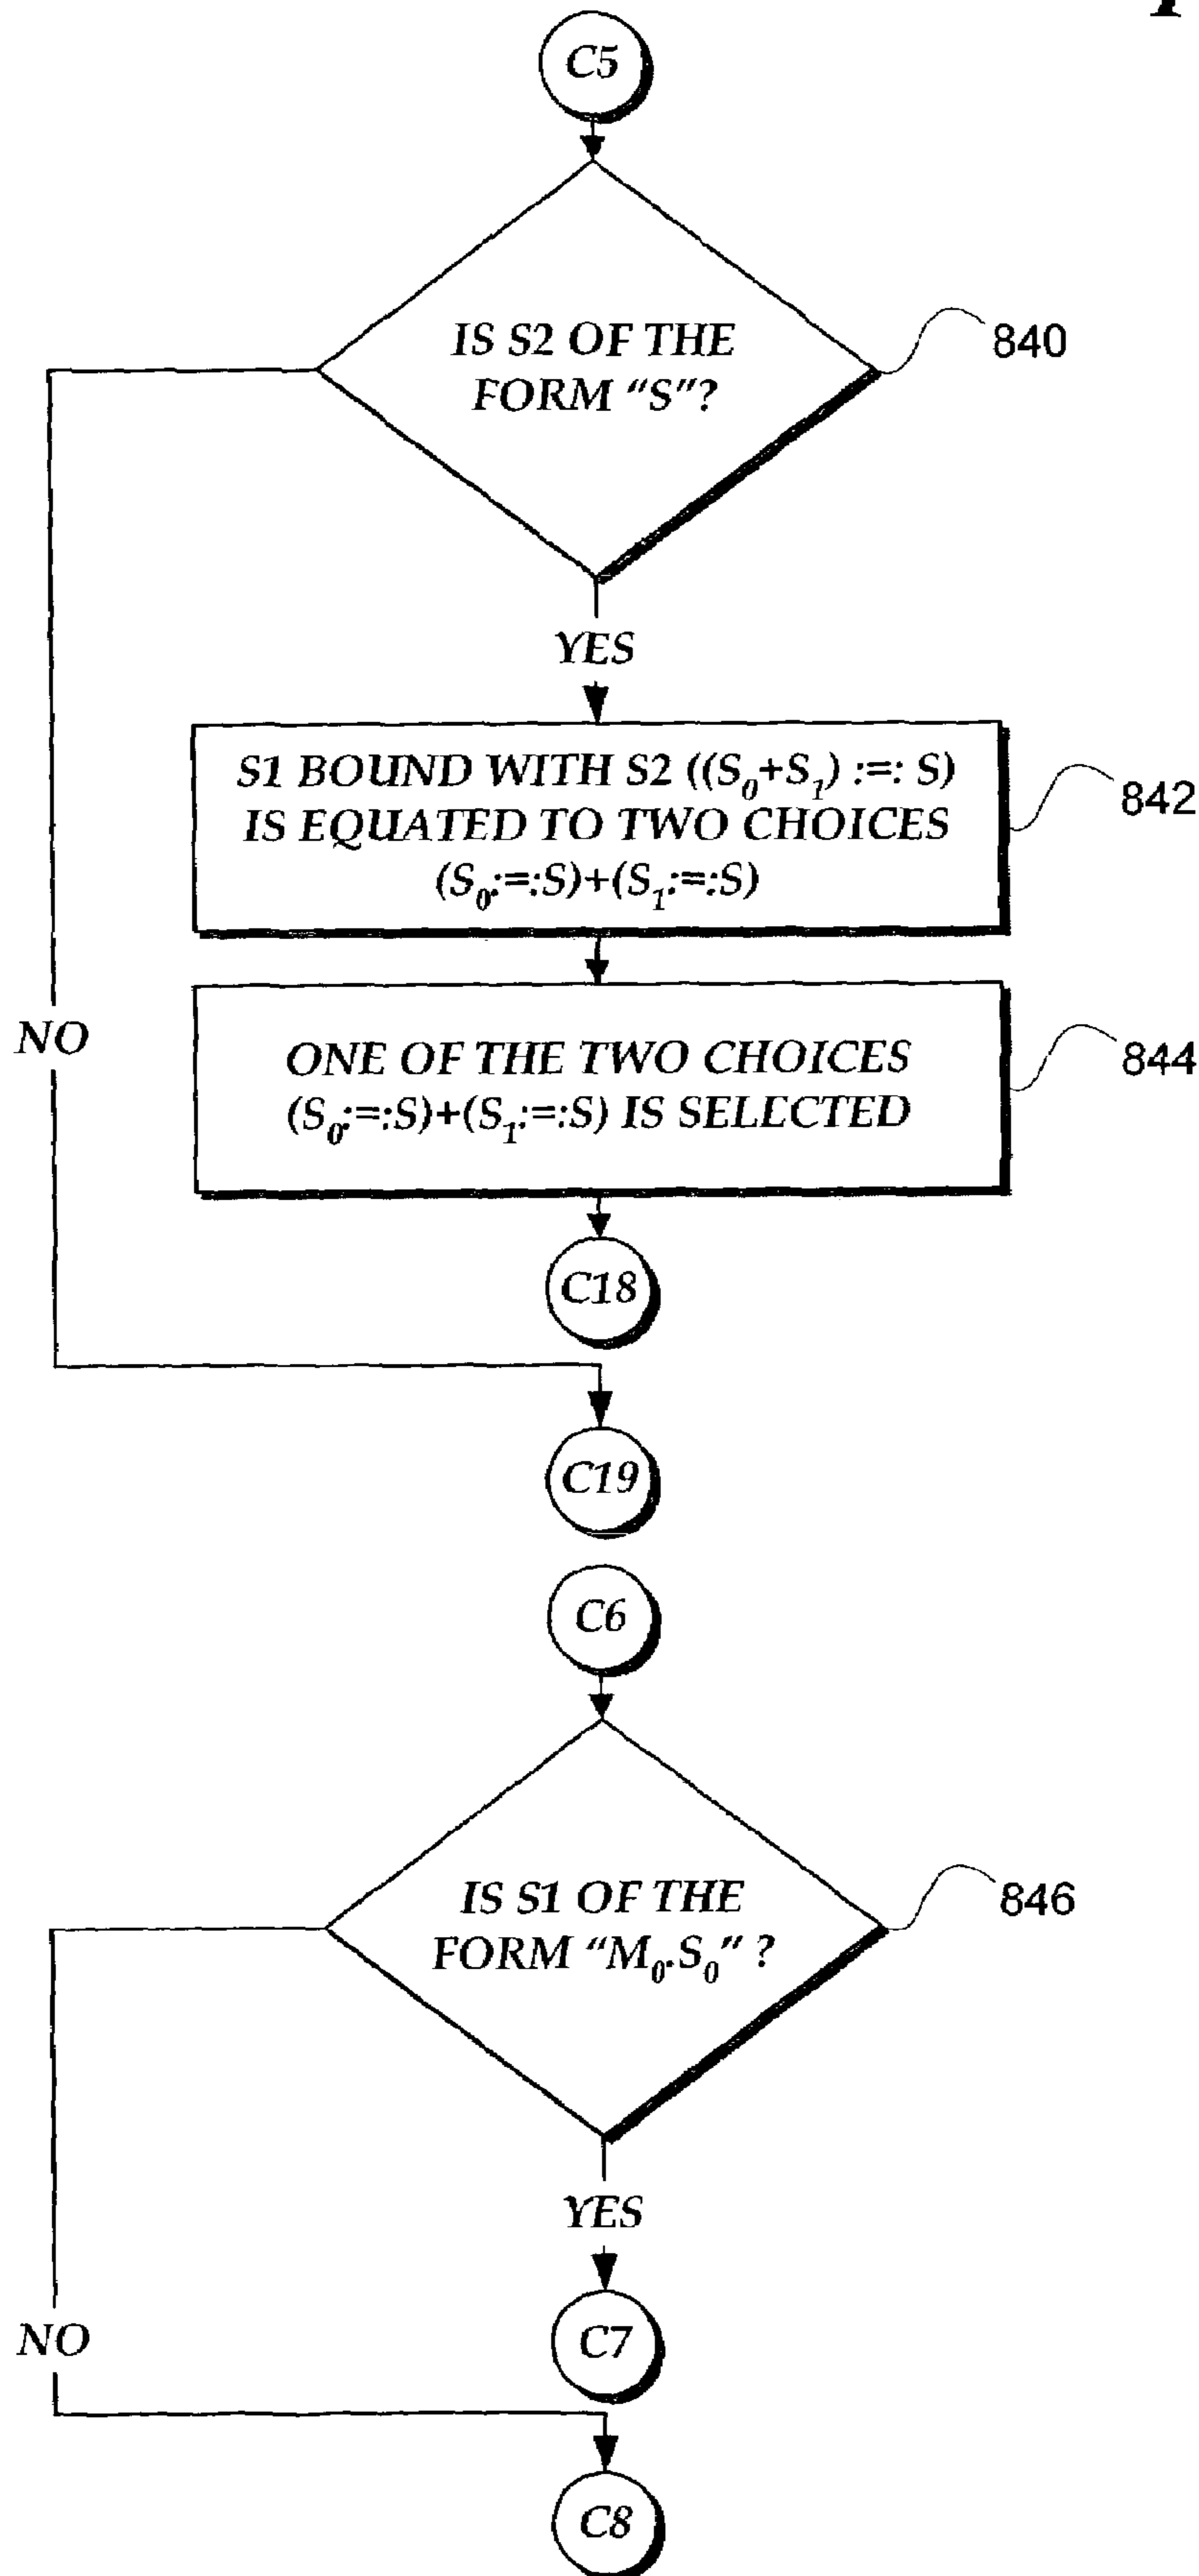 C5
IS S2 OF THE
FORM "S"?
840
YES
S1 BOUND WITH S2 ((S₀+S₁) :=: S)
IS EQUATED TO TWO CHOICES
(S₀:=:S)+(S₁:=:S)
842
NO
ONE OF THE TWO CHOICES
(S₀:=:S)+(S₁:=:S) IS SELECTED
844
C18
C19
C6
IS S1 OF THE
FORM "M₀.S₀" ?
846
YES
NO
C7
C8